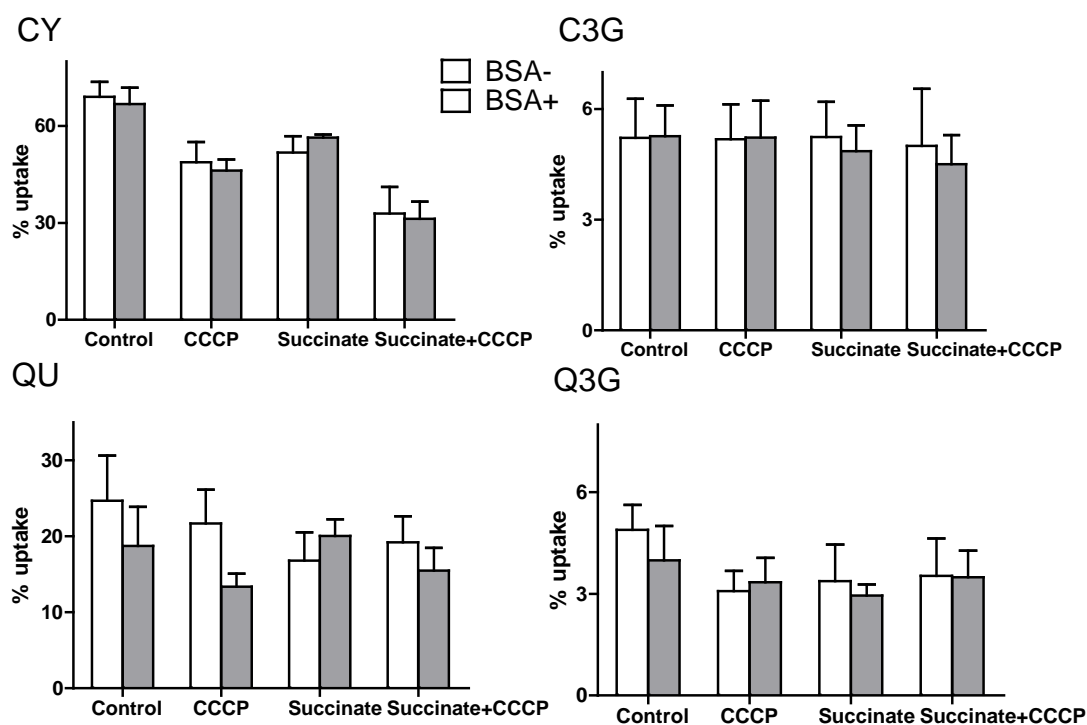 CY
% uptake
60
30
0
Control CCCP Succinate Succinate+CCCP
BSA-
BSA+
C3G
% uptake
6
3
0
Control CCCP Succinate Succinate+CCCP
QU
% uptake
30
20
10
0
Control CCCP Succinate Succinate+CCCP
Q3G
% uptake
6
3
0
Control CCCP Succinate Succinate+CCCP